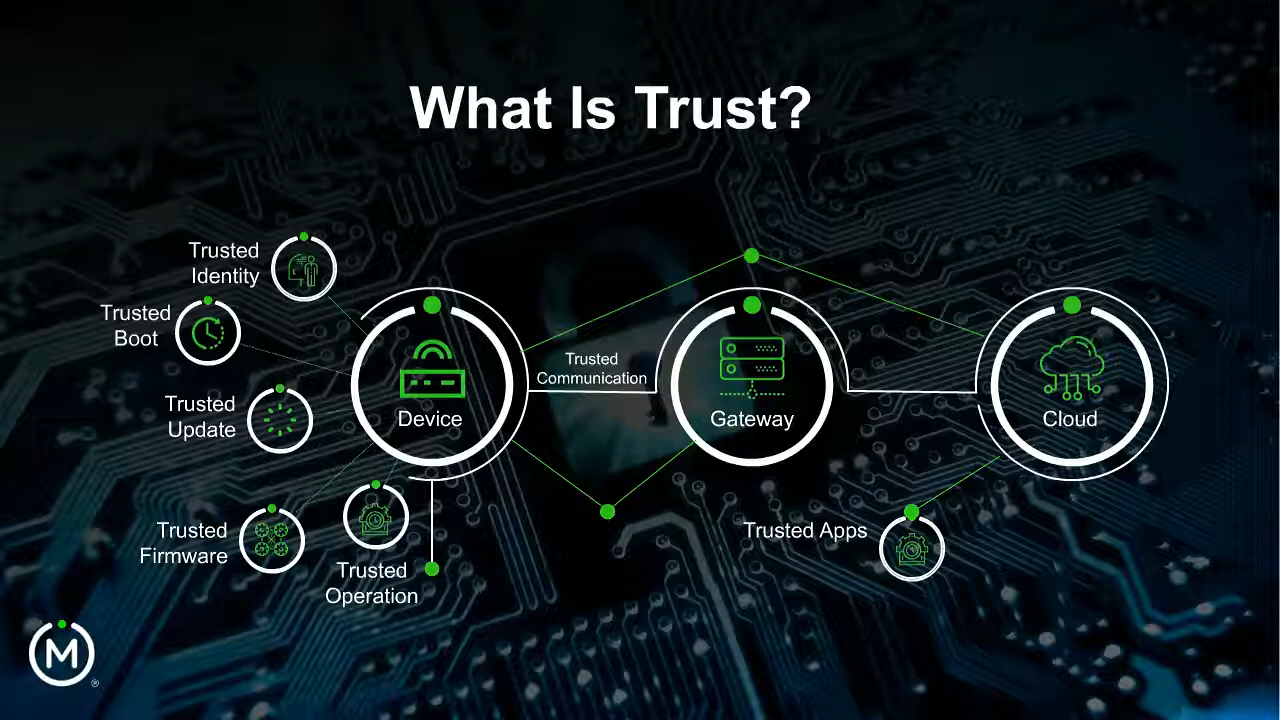 What Is Trust?
Trusted
Identity
Trusted
Boot
Trusted
Update
Trusted
Firmware
Trusted
Operation
Device
Trusted
Communication
Gateway
Cloud
Trusted Apps
M
®